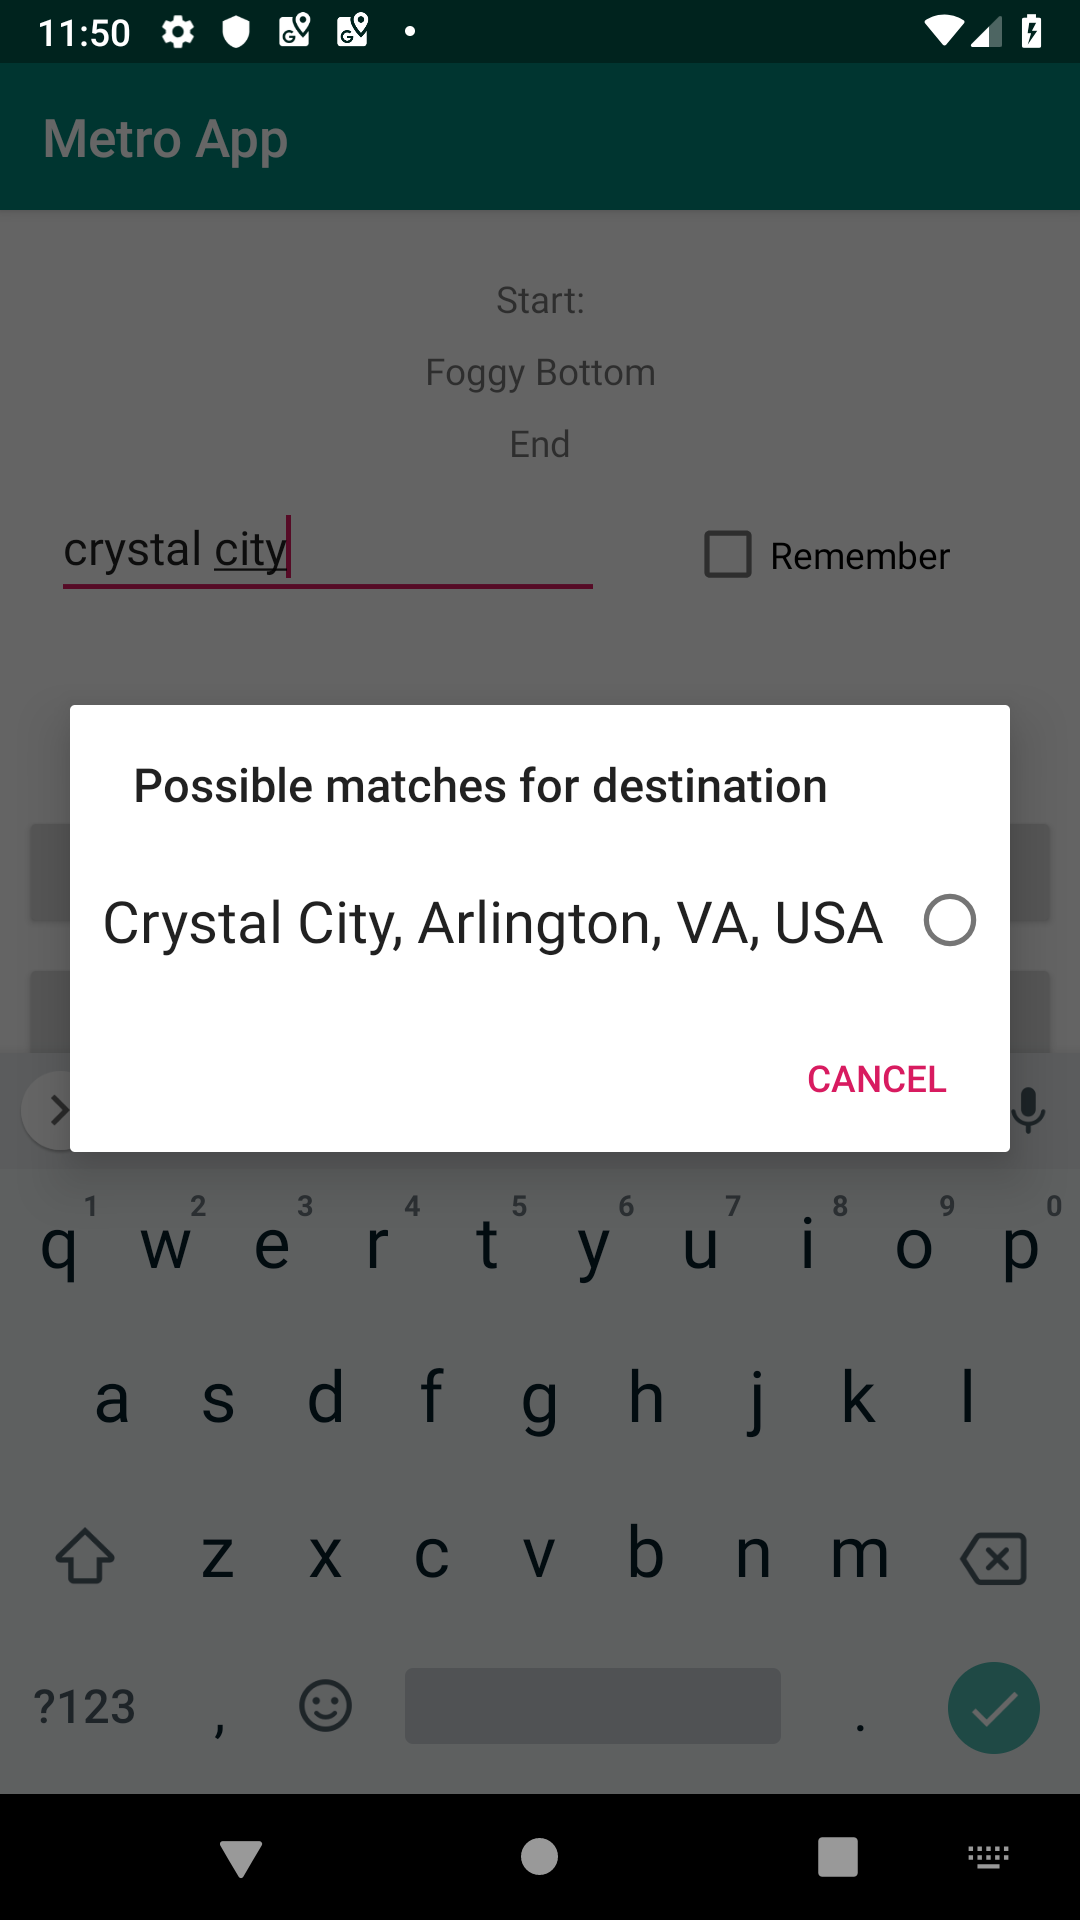 11:50
Metro App
Start:
Foggy Bottom
End
crystal city
Remember
Possible matches for destination
Crystal City, Arlington, VA, USA
CANCEL
1 2 3 4 5 6 7 8 9 0
q w e r t y u i o p
a s d f g h j k l
z x c v b n m
?123 , .